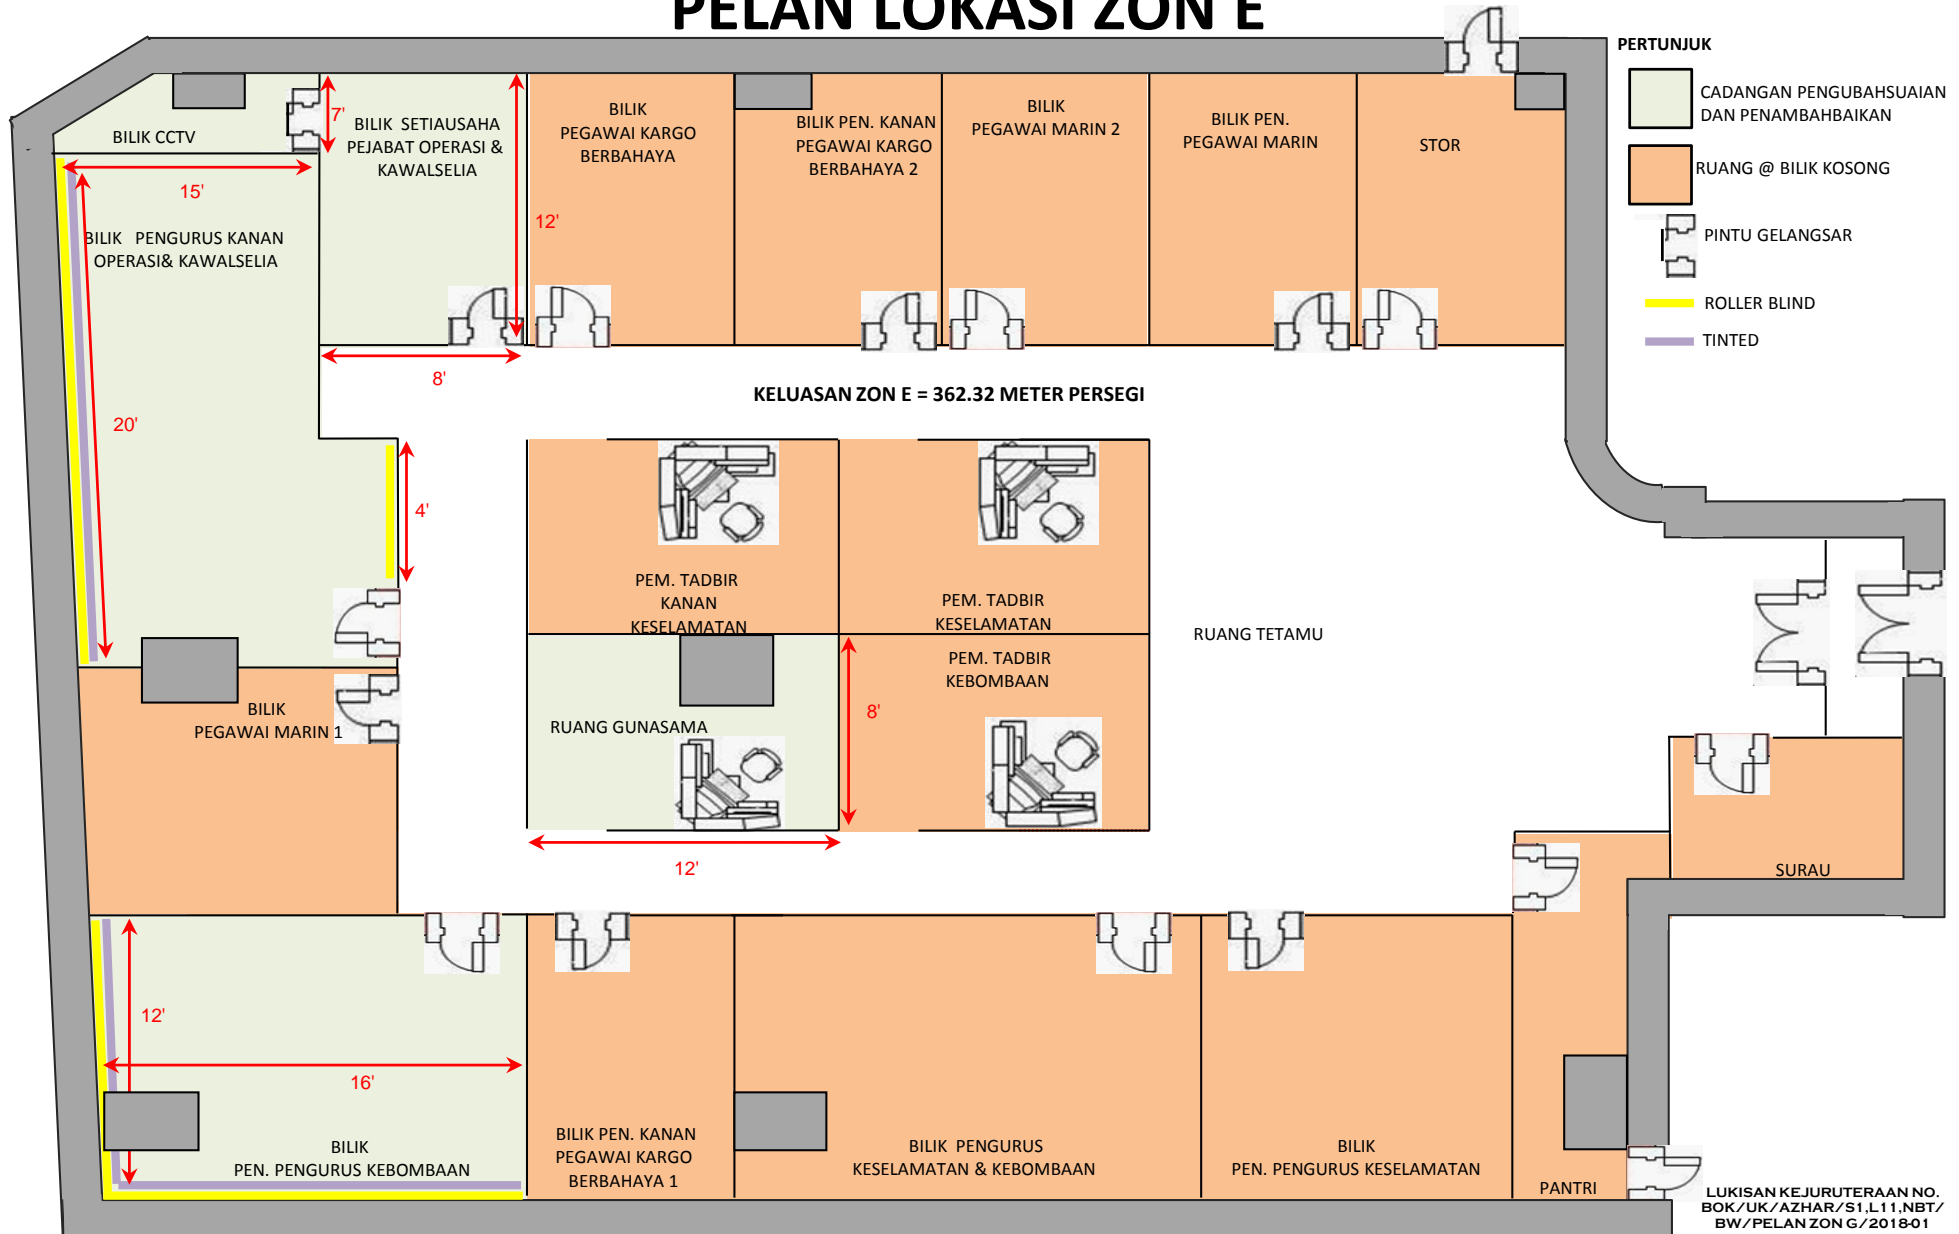 PELAN LOKASI ZON E
PERTUNJUK
CADANGAN PENGUBAHSUAIAN
DAN PENAMBAHBAIKAN
RUANG @ BILIK KOSONG
PINTU GELANGSAR
ROLLER BLIND
TINTED
BILIK CCTV
7'
15'
BILIK SETIAUSAHA
PEJABAT OPERASI &
KAWALSELIA
12'
8'
BILIK
PEGAWAI KARGO
BERBAHAYA
BILIK PEN. KANAN
PEGAWAI KARGO
BERBAHAYA 2
BILIK
PEGAWAI MARIN 2
BILIK PEN.
PEGAWAI MARIN
STOR
BILIK PENGURUS KANAN
OPERASI& KAWALSELIA
20'
4'
KELUASAN ZON E = 362.32 METER PERSEGI
PEM. TADBIR
KANAN
KESELAMATAN
PEM. TADBIR
KESELAMATAN
RUANG TETAMU
PEM. TADBIR
KEBOMBAAN
RUANG GUNASAMA
8'
12'
BILIK
PEGAWAI MARIN 1
SURAU
12'
16'
BILIK
PEN. PENGURUS KEBOMBAAN
BILIK PEN. KANAN
PEGAWAI KARGO
BERBAHAYA 1
BILIK PENGURUS
KESELAMATAN & KEBOMBAAN
BILIK
PEN. PENGURUS KESELAMATAN
PANTRI
LUKISAN KEJURUTERAAN NO.
BOK/UK/AZHAR/S1,L11,NBT/
BW/PELAN ZON G/2018-01